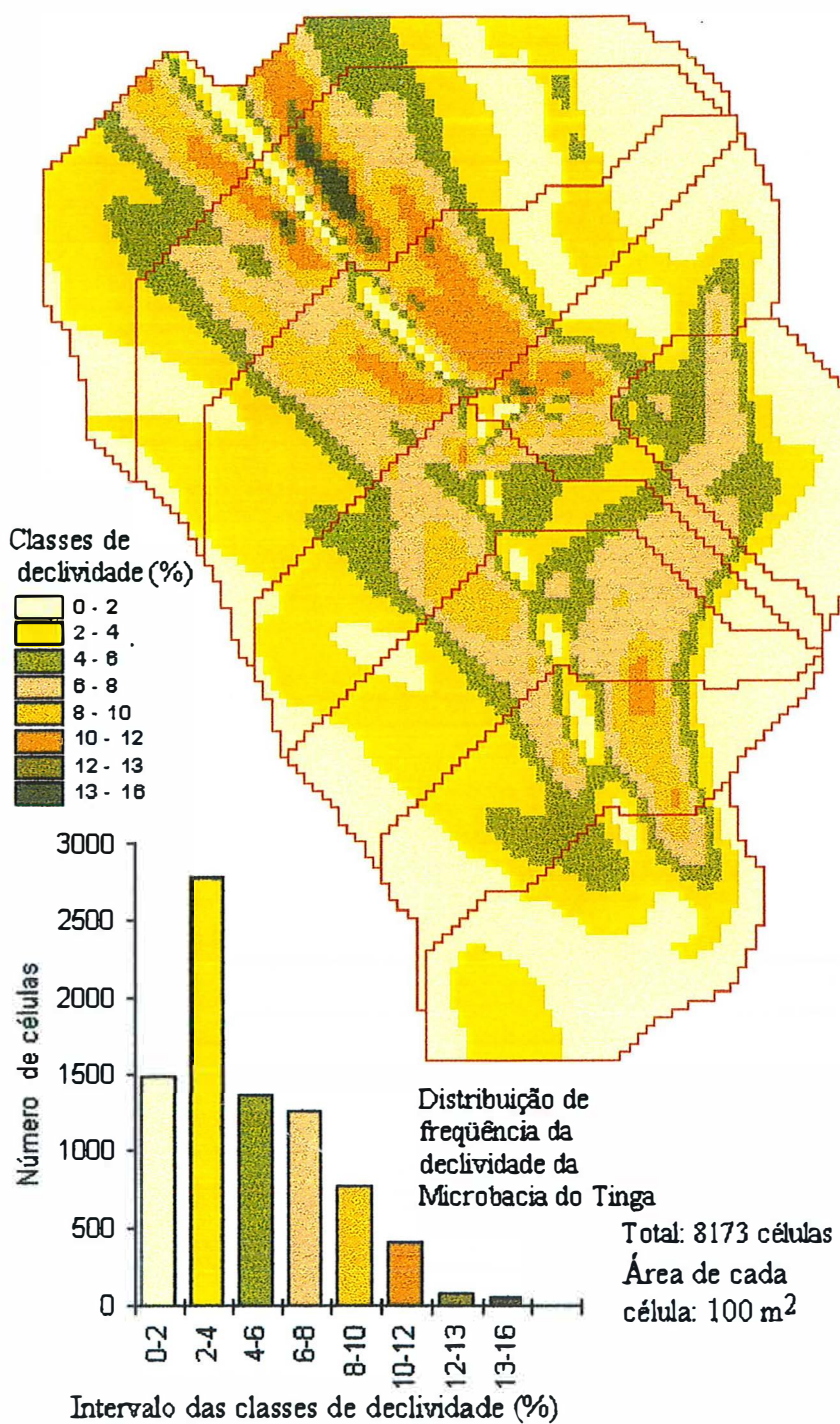 Classes de
declividade (%)
0 - 2
2 - 4
4 - 6
6 - 8
8 - 10
10 - 12
12 - 13
13 - 16
3000
2500
2000
1500
1000
500
0
Número de células
0-2
2-4
4-6
6-8
8-10
10-12
12-13
13-16
Intervalo das classes de declividade (%)
Distribuição de
freqüência da
declividade da
Microbacia do Tinga
Total: 8173 células
Área de cada
célula: 100 m²